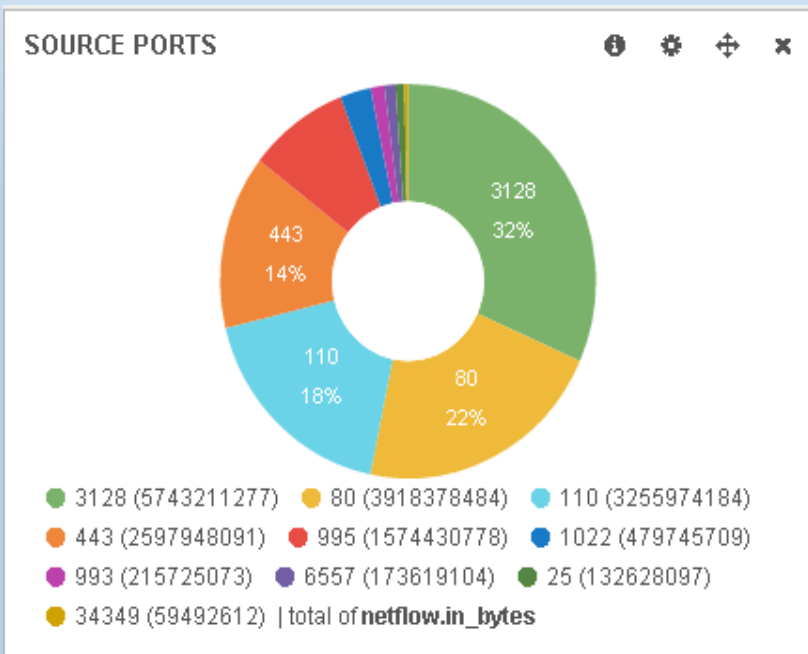 SOURCE PORTS
3128
32%
443
14%
110
18%
80
22%
3128 (5743211277) 80 (3918378484) 110 (3255974184)
443 (2597948091) 995 (1574430778) 1022 (479745709)
993 (215725073) 6557 (173619104) 25 (132628097)
34349 (59492612) | total of netflow.in_bytes